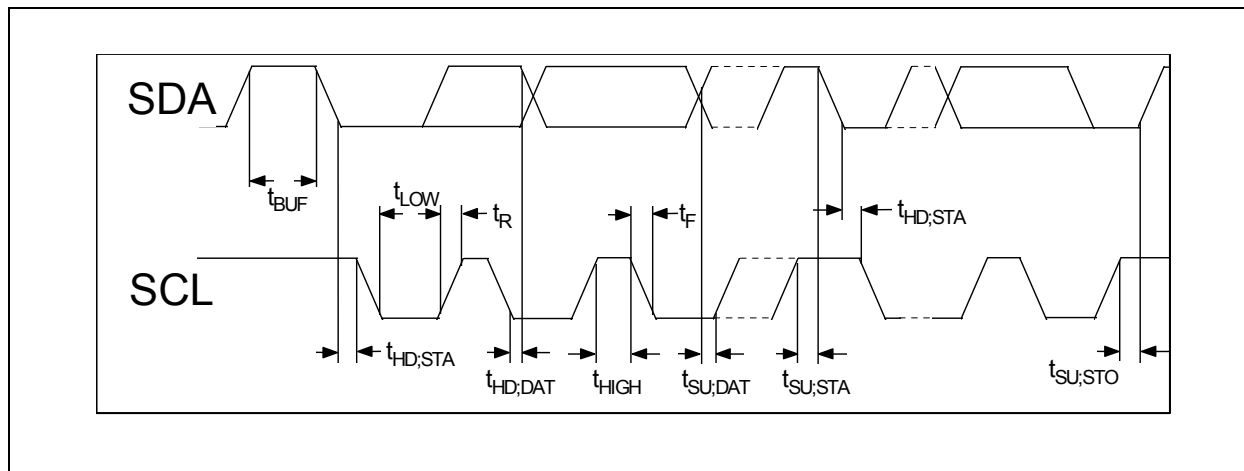 SDA
tBUF
tLOW
tR
tF
tHD;STA
SCL
tHD;STA
tHD;DAT
tHIGH
tSU;DAT
tSU;STA
tSU;STO